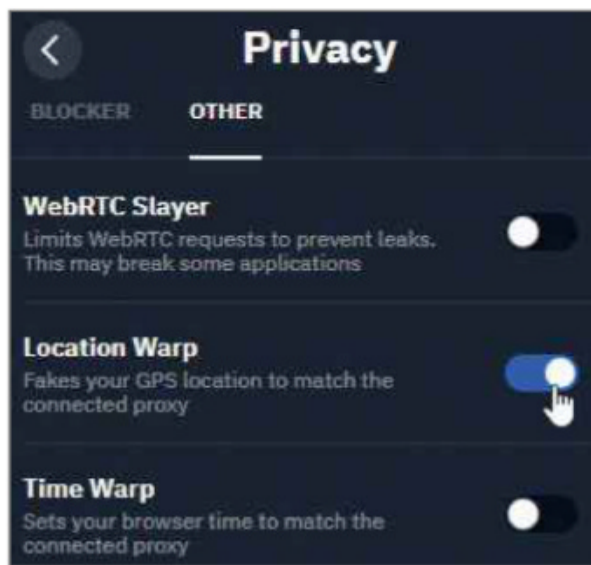 Privacy
BLOCKER OTHER
WebRTC Slayer
Limits WebRTC requests to prevent leaks.
This may break some applications
Location Warp
Fakes your GPS location to match the
connected proxy
Time Warp
Sets your browser time to match the
connected proxy